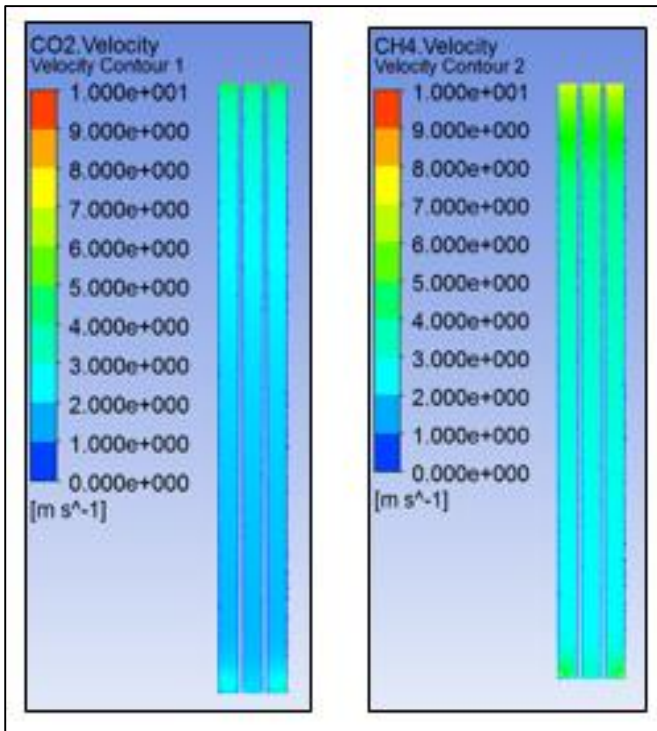 CO2.Velocity
Velocity Contour 1
1.000e+001
9.000e+000
8.000e+000
7.000e+000
6.000e+000
5.000e+000
4.000e+000
3.000e+000
2.000e+000
1.000e+000
0.000e+000
[m s^-1]
CH4.Velocity
Velocity Contour 2
1.000e+001
9.000e+000
8.000e+000
7.000e+000
6.000e+000
5.000e+000
4.000e+000
3.000e+000
2.000e+000
1.000e+000
0.000e+000
[m s^-1]